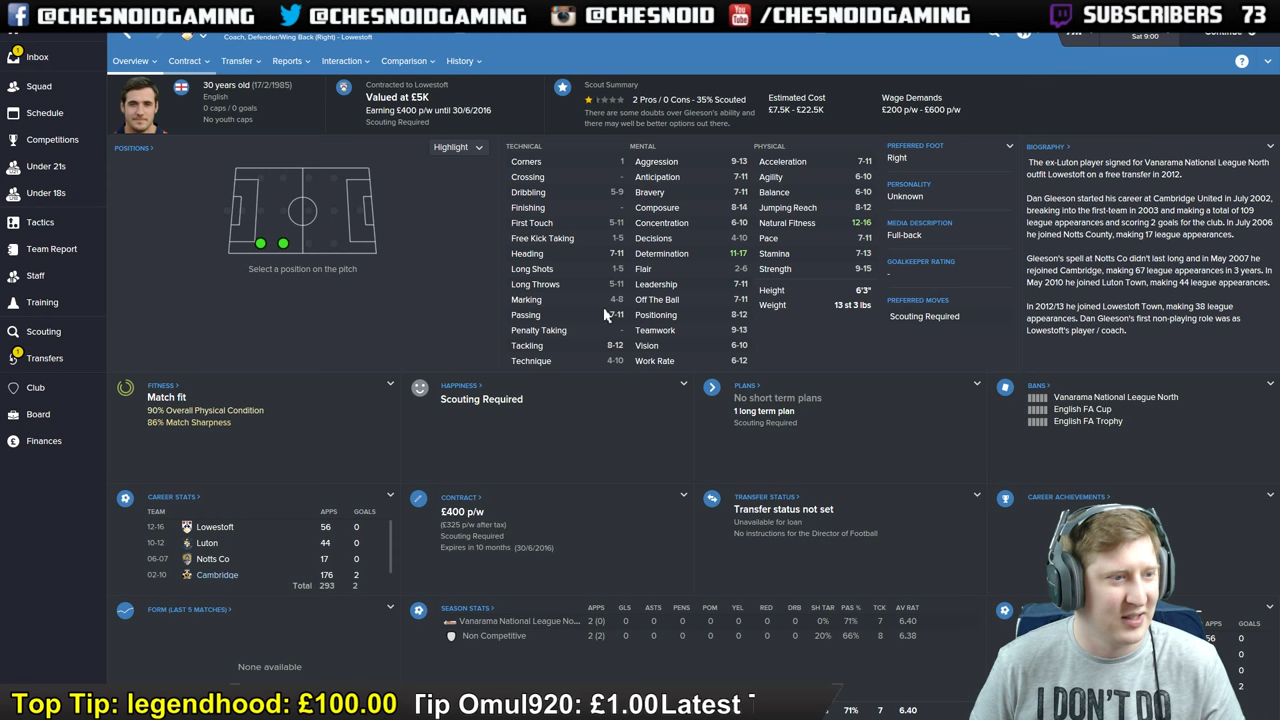 @CHESNOIDGAMING @CHESNOIDGAMING @CHESNOID /CHESNOIDGAMING SUBSCRIBERS 73
Coach, Defender/Wing Back (Right) - Lowestoft
Sat 9:00
Overview Contract Transfer Reports Interaction Comparison History
1
Inbox
Squad
Schedule
Competitions
Under 21s
Under 18s
Tactics
Team Report
Staff
Training
Scouting
1
Transfers
Club
Board
Finances
30 years old (17/2/1985)
English
0 caps / 0 goals
No youth caps
Contracted to Lowestoft
Valued at £5K
Earning £400 p/w until 30/6/2016
Scouting Required
Scout Summary
2 Pros / 0 Cons - 35% Scouted
There are some doubts over Gleeson's ability and
there may well be better options out there.
Estimated Cost
£7.5K - £22.5K
Wage Demands
£200 p/w - £600 p/w
POSITIONS >
Highlight
Select a position on the pitch
TECHNICAL
Corners 1
Crossing -
Dribbling 5-9
Finishing -
First Touch 5-11
Free Kick Taking 1-5
Heading 7-11
Long Shots 1-5
Long Throws 5-11
Marking 4-8
Passing 7-11
Penalty Taking -
Tackling 8-12
Technique 4-10
MENTAL
Aggression 9-13
Anticipation 7-11
Bravery 7-11
Composure 8-14
Concentration 6-10
Decisions 4-10
Determination 11-17
Flair 2-6
Leadership 7-11
Off The Ball 7-11
Positioning 8-12
Teamwork 9-13
Vision 6-10
Work Rate 6-12
PHYSICAL
Acceleration 7-11
Agility 6-10
Balance 6-10
Jumping Reach 8-12
Natural Fitness 12-16
Pace 7-11
Stamina 7-13
Strength 9-15
Height 6'3"
Weight 13 st 3 lbs
PREFERRED FOOT
Right
PERSONALITY
Unknown
MEDIA DESCRIPTION
Full-back
GOALKEEPER RATING
-
PREFERRED MOVES
Scouting Required
BIOGRAPHY >
The ex-Luton player signed for Vanarama National League North
outfit Lowestoft on a free transfer in 2012.
Dan Gleeson started his career at Cambridge United in July 2002,
breaking into the first-team in 2003 and making a total of 109
league appearances and scoring 2 goals for the club. In July 2006
he joined Notts County, making 17 league appearances.
Gleeson's spell at Notts Co didn't last long and in May 2007 he
rejoined Cambridge, making 67 league appearances in 3 years. In
May 2010 he joined Luton Town, making 44 league appearances.
In 2012/13 he joined Lowestoft Town, making 38 league
appearances. Dan Gleeson's first non-playing role was as
Lowestoft's player / coach.
FITNESS >
Match fit
90% Overall Physical Condition
86% Match Sharpness
HAPPINESS >
Scouting Required
PLANS >
No short term plans
1 long term plan
Scouting Required
BANS >
Vanarama National League North
English FA Cup
English FA Trophy
CAREER STATS >
TEAM APPS GOALS
12-16 Lowestoft 56 0
10-12 Luton 44 0
06-07 Notts Co 17 0
02-10 Cambridge 176 2
Total 293 2
CONTRACT >
£400 p/w
(£325 p/w after tax)
Scouting Required
Expires in 10 months (30/6/2016)
TRANSFER STATUS >
Transfer status not set
Unavailable for loan
No instructions for the Director of Football
CAREER ACHIEVEMENTS >
FORM (LAST 5 MATCHES) >
None available
SEASON STATS > APPS GLS ASTS PENS POM YEL RED DRB SH TAR PAS % TCK AV RAT
Vanarama National League No... 2 (0) 0 0 0 0 0 0 0 0% 71% 7 6.40
Non Competitive 2 (2) 0 0 0 0 0 0 0 20% 66% 8 6.38
71% 7 6.40
APPS GOALS
56 0
0
0
2
I DON'T DO
Top Tip: legendhood: £100.00 Tip Omul920: £1.00Latest